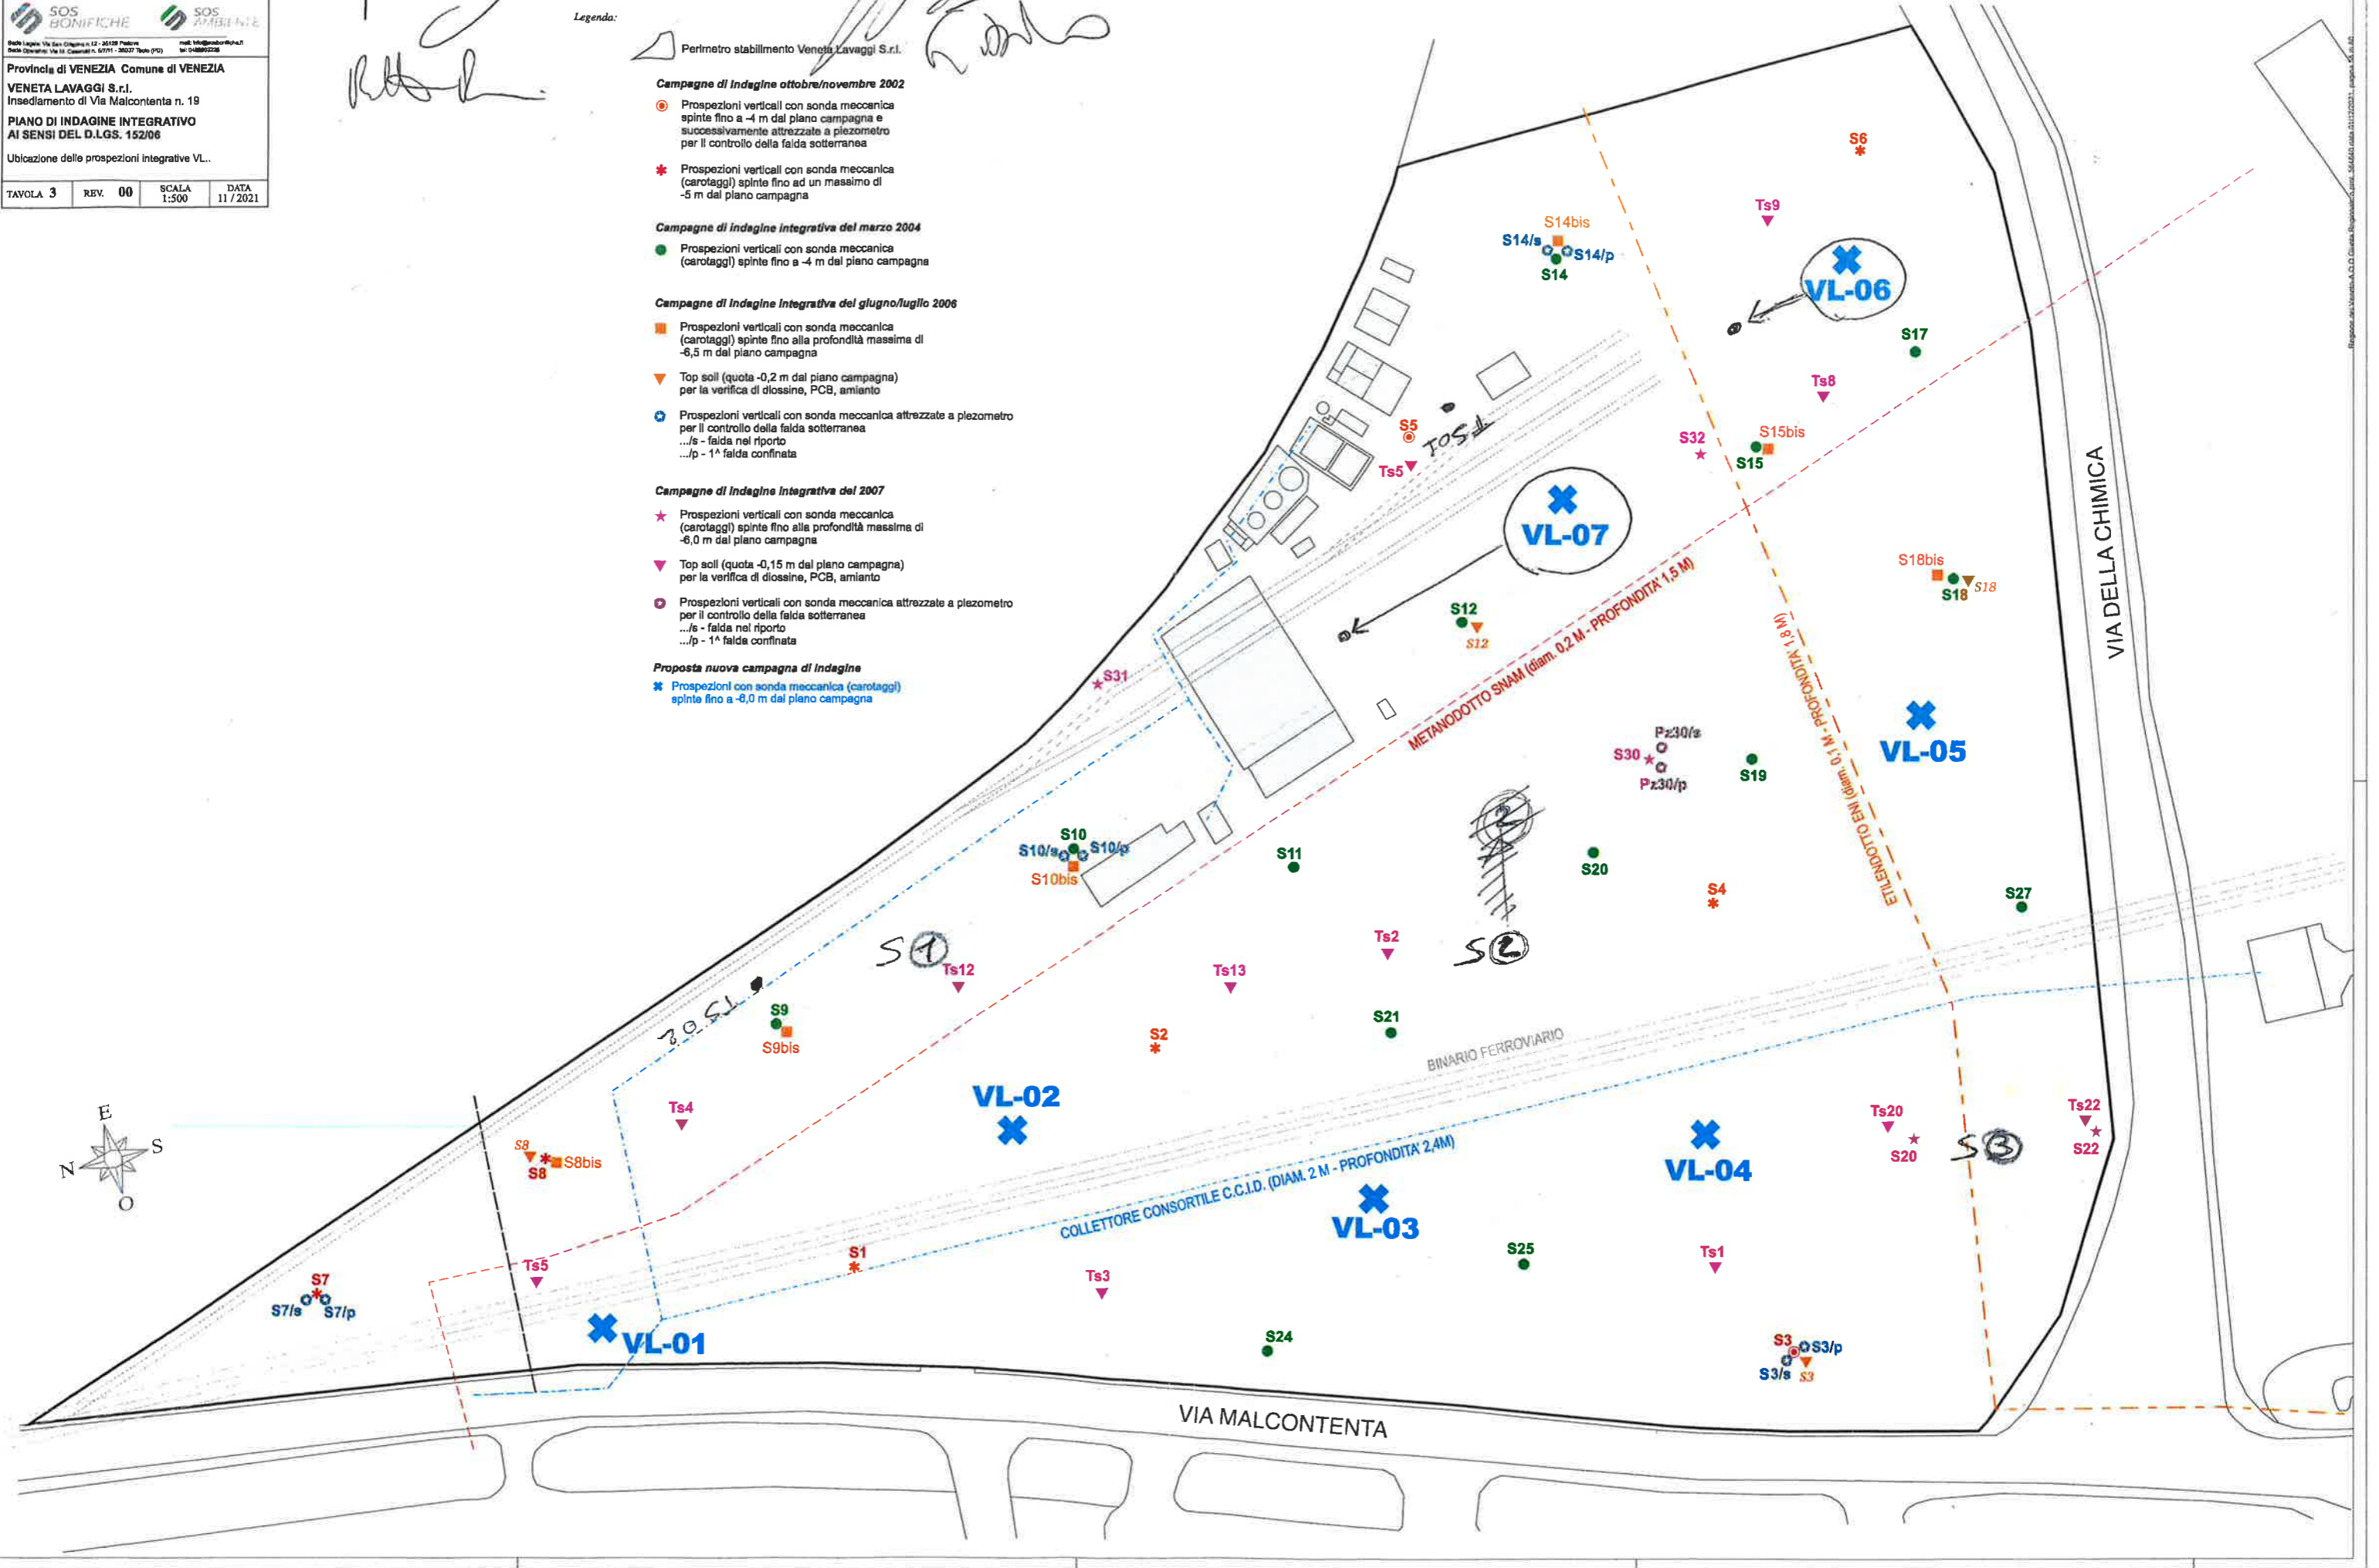 SOS
BONIFICHE
SOS
AMBIENTE
Provincia di VENEZIA Comune di VENEZIA
VENETA LAVAGGI S.r.l.
Insediamento di Via Malcontenta n. 19
PIANO DI INDAGINE INTEGRATIVO
AI SENSI DEL D.LGS. 152/06
Ubicazione delle prospezioni integrative VL..
TAVOLA 3
REV. 00
SCALA
1:500
DATA
11 / 2021
Legenda:
Perimetro stabilimento Veneta Lavaggi S.r.l.
Campagne di indagine ottobre/novembre 2002
Prospezioni verticali con sonda meccanica
spinte fino a -4 m dal piano campagna e
successivamente attrezzate a piezometro
per il controllo della falda sotterranea
Prospezioni verticali con sonda meccanica
(carotaggi) spinte fino ad un massimo di
-5 m dal piano campagna
Campagne di indagine integrativa del marzo 2004
Prospezioni verticali con sonda meccanica
(carotaggi) spinte fino a -4 m dal piano campagna
Campagne di indagine integrativa del giugno/luglio 2006
Prospezioni verticali con sonda meccanica
(carotaggi) spinte fino alla profondità massima di
-6,5 m dal piano campagna
Top soil (quota -0,2 m dal piano campagna)
per la verifica di diossine, PCB, amianto
Prospezioni verticali con sonda meccanica attrezzate a piezometro
per il controllo della falda sotterranea
.../s - falda nel riporto
.../p - 1^ falda confinata
Campagne di indagine integrativa del 2007
Prospezioni verticali con sonda meccanica
(carotaggi) spinte fino alla profondità massima di
-6,0 m dal piano campagna
Top soil (quota -0,15 m dal piano campagna)
per la verifica di diossine, PCB, amianto
Prospezioni verticali con sonda meccanica attrezzate a piezometro
per il controllo della falda sotterranea
.../s - falda nel riporto
.../p - 1^ falda confinata
Proposta nuova campagna di indagine
Prospezioni con sonda meccanica (carotaggi)
spinte fino a -6,0 m dal piano campagna
S6
Ts9
S14bis
S14/s
S14/p
S14
VL-06
S17
Ts8
S5
TS01
Ts5
S32
S15bis
S15
VL-07
VIA DELLA CHIMICA
S18bis
S18
S18
S12
S12
METANODOTTO SNAM (diam. 0,2 M - PROFONDITA' 1,5 M)
ETILENDOTTO ENI (diam. 0,1 M - PROFONDITA' 1,8 M)
S31
VL-05
Pz30/s
S30
Pz30/p
S19
2
S10
S10/s
S10/p
S10bis
S11
S20
S4
S27
S1
Ts12
Ts13
Ts2
S2
TS02
S9
S9bis
S2
S21
BINARIO FERROVIARIO
VL-02
Ts4
E
N
S
O
S8
S8bis
S8
COLLETTORE CONSORTILE C.C.I.D. (DIAM. 2 M - PROFONDITA' 2,4M)
VL-04
Ts20
S20
S3
Ts22
S22
VL-03
S1
Ts5
Ts3
S25
Ts1
S7
S7/s
S7/p
VL-01
S24
S3
S3/p
S3/s
S3
VIA MALCONTENTA